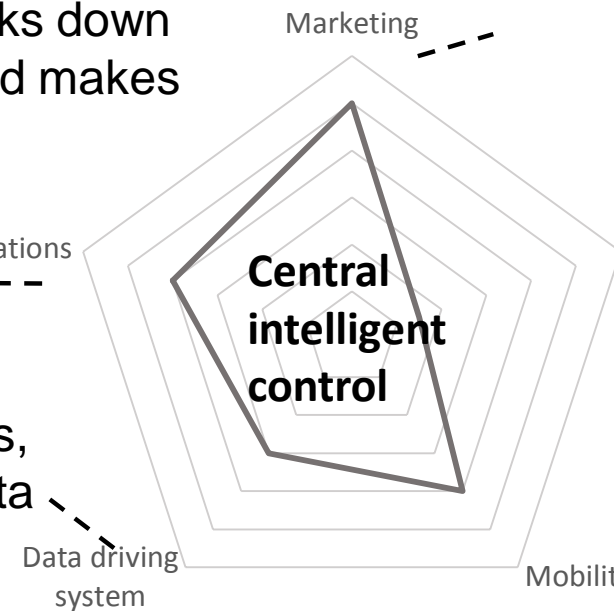 ks down
Marketing
d makes
ations
Central
intelligent
control
s,
ta
Data driving
system
Mobilit